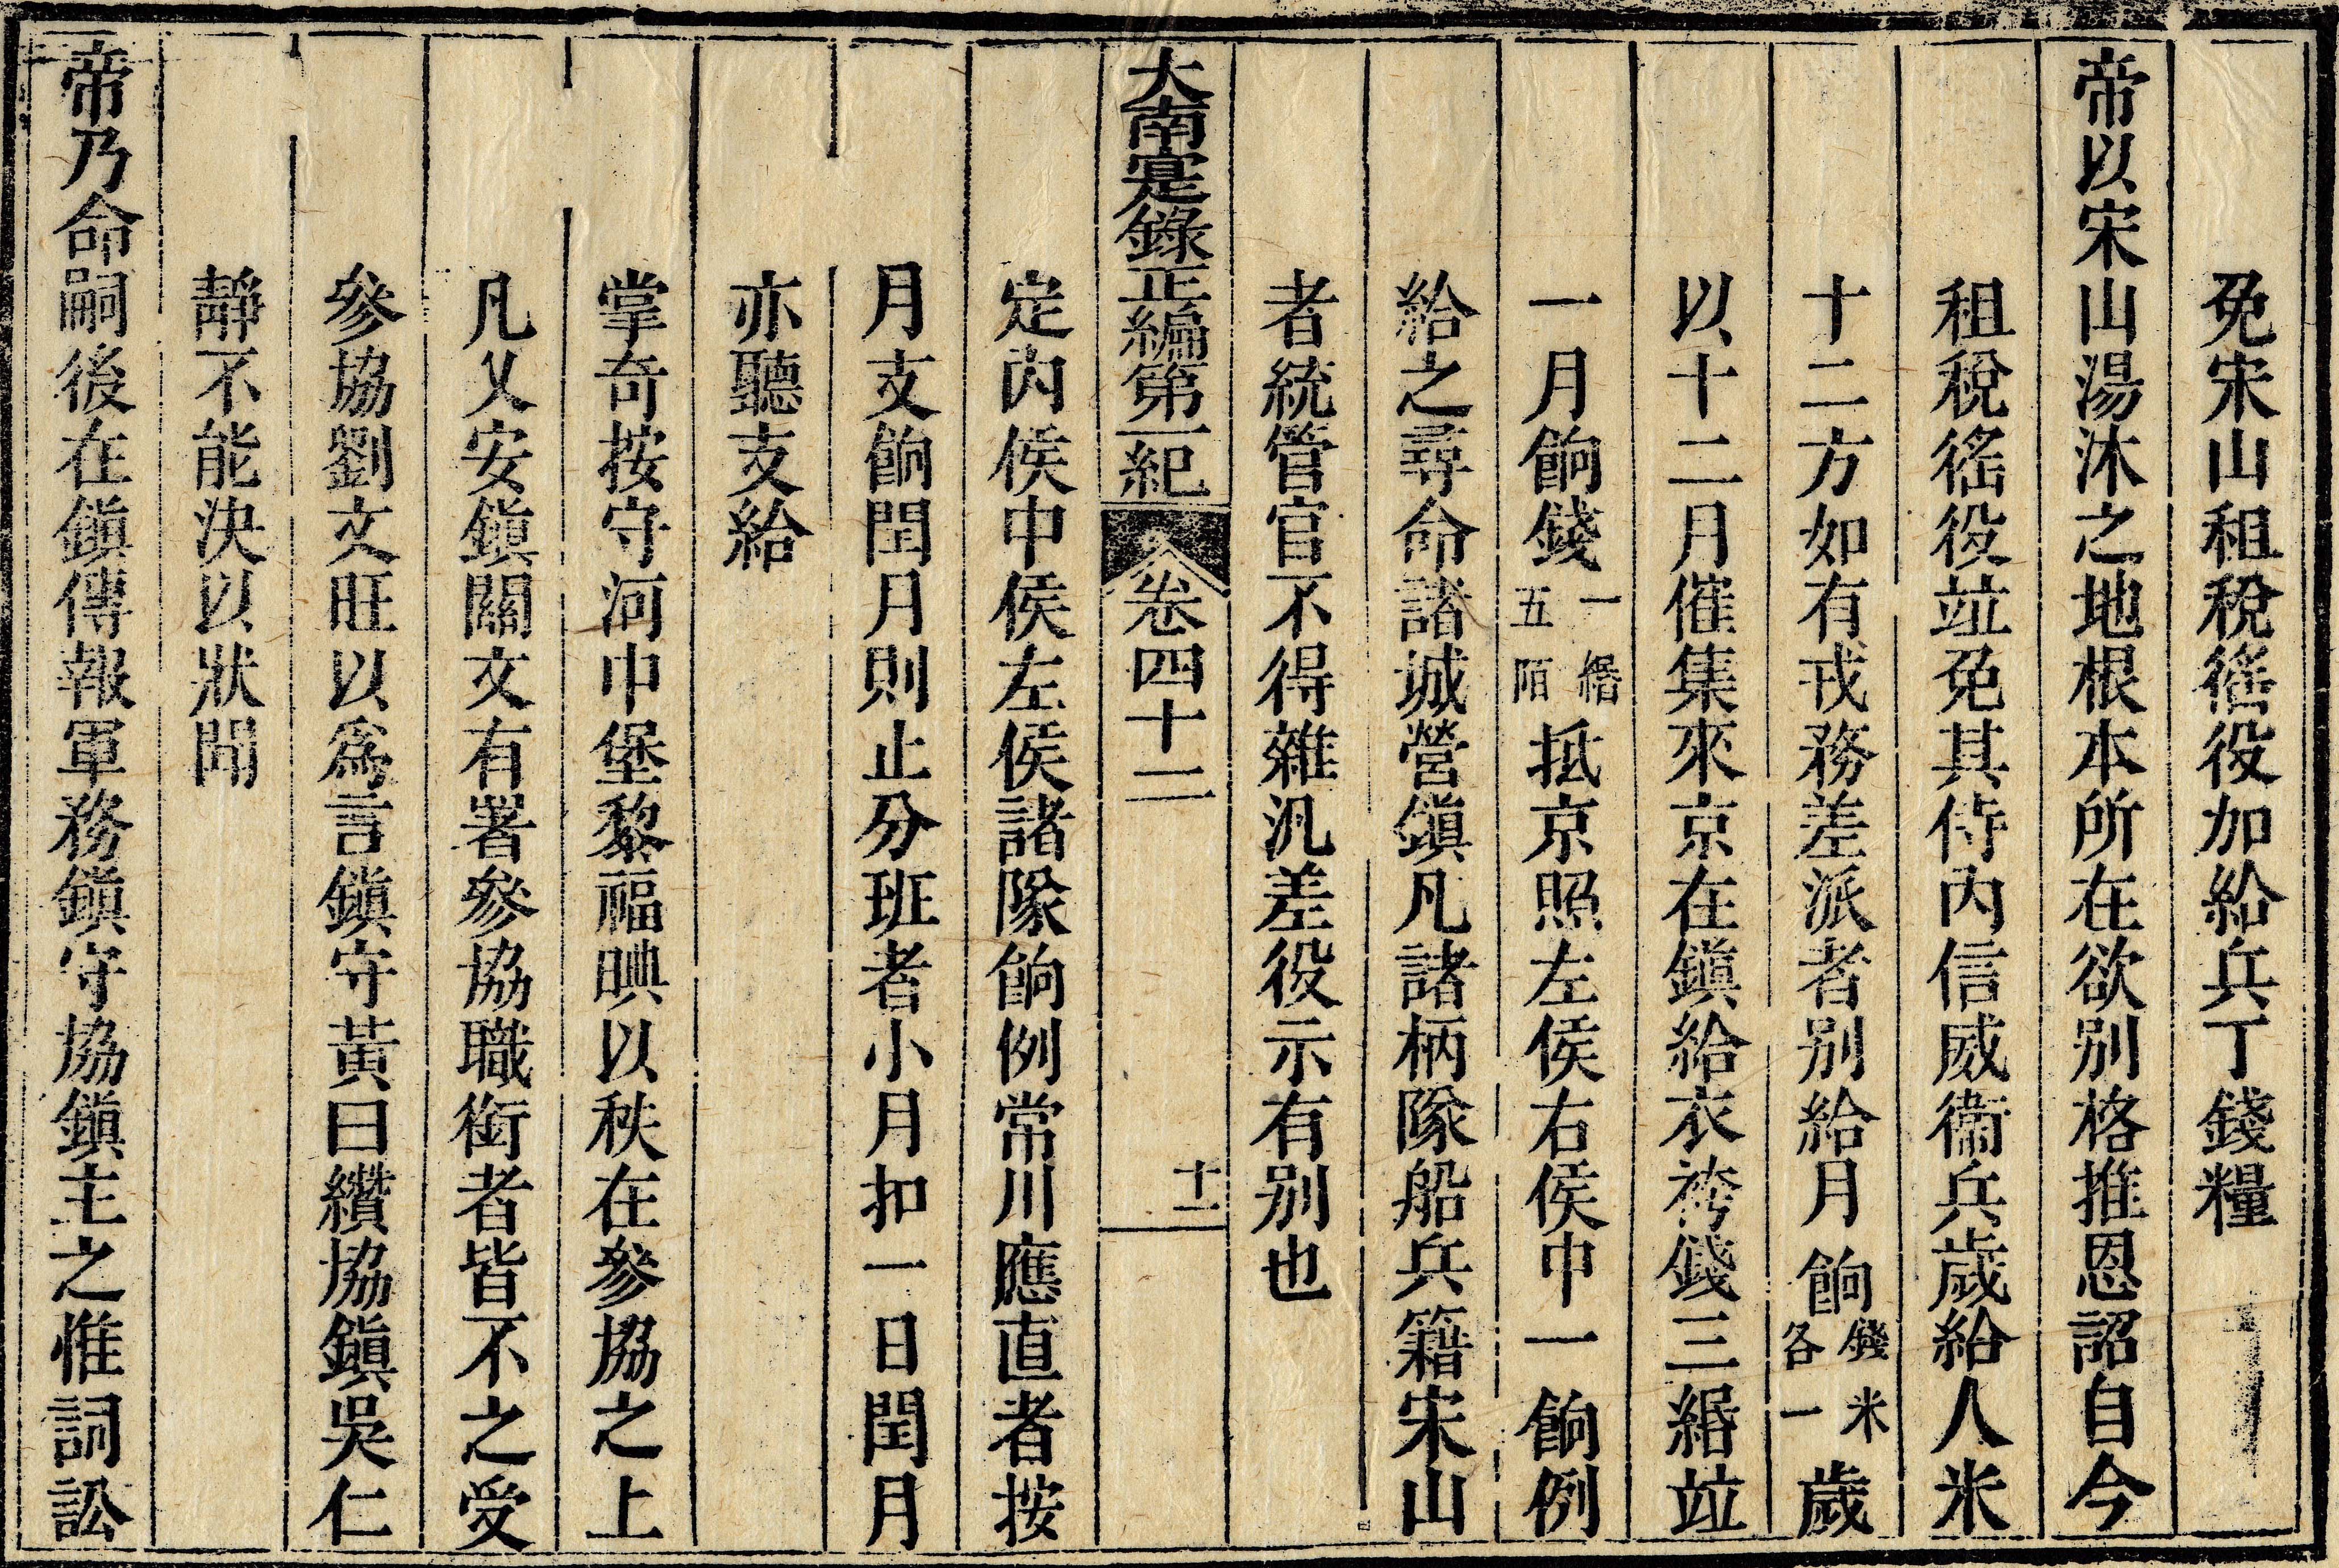 免宋山租稅徭役加給兵丁錢糧
帝以宋山湯沐之地根本所在欲別格推恩詔自今
租稅徭役竝免其侍內信威衞兵歲給人米
十二方如有戎務差派者別給月餉錢米各一歲
以十二月催集來京在鎮給衣袴錢三緡竝
一月餉錢一緡五陌抵京照左侯右侯中一餉例
給之尋命諸城營鎮凡諸柄隊船兵籍宋山
者統管官不得雜汎差役示有別也
大南寔錄正編第二紀 卷四十二 十一
定內侯中侯左侯諸隊餉例常川應直者按
月支餉閏月則止分班者小月扣一日閏月
亦聽支給
掌奇按守河中堡黎福㬌以秩在參協之上
凡乂安鎮關文有署參協職銜者皆不之受
參協劉文旺以爲言鎮守黃曰纘協鎮吳仁
靜不能決以狀聞
帝乃命嗣後在鎮傳報軍務鎮守協鎮主之惟詞訟